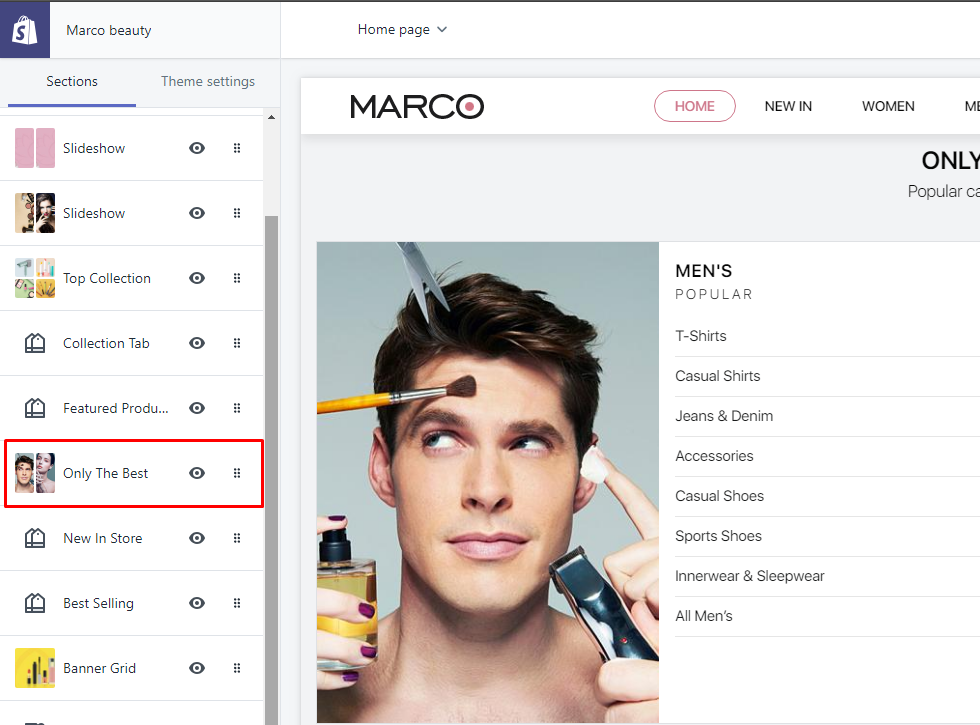 Marco beauty
Home page
Sections
Theme settings
Slideshow
Slideshow
Top Collection
Collection Tab
Featured Produ...
Only The Best
New In Store
Best Selling
Banner Grid
MARCO
HOME
NEW IN
WOMEN
ME
ONLY
Popular ca
MEN'S
POPULAR
T-Shirts
Casual Shirts
Jeans & Denim
Accessories
Casual Shoes
Sports Shoes
Innerwear & Sleepwear
All Men’s